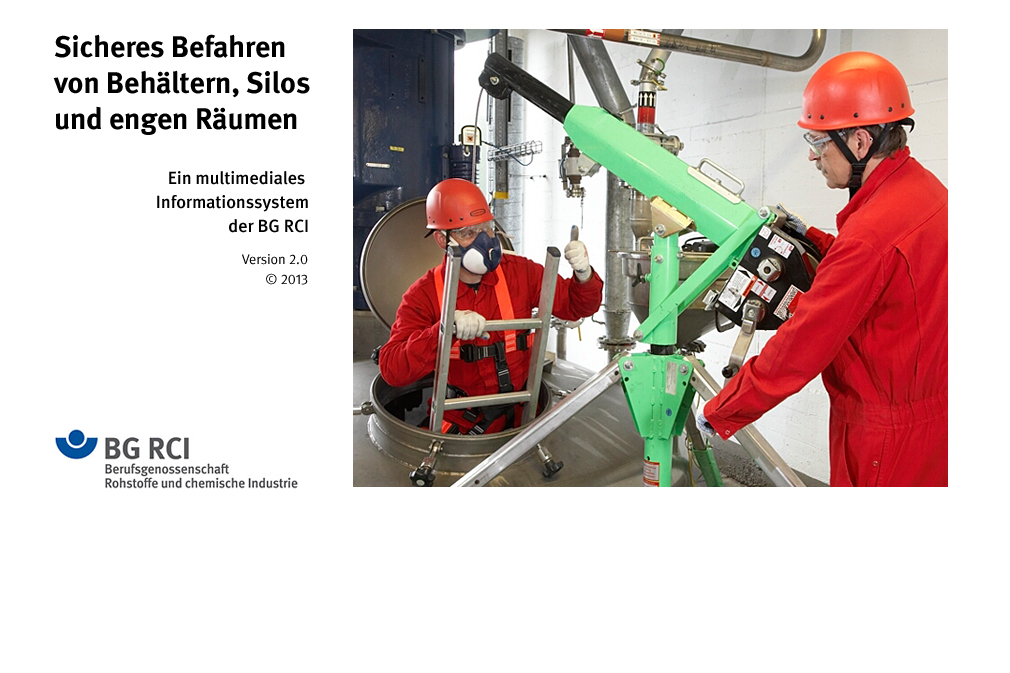 Sicheres Befahren
von Behältern, Silos
und engen Räumen
Ein multimediales
Informationssystem
der BG RCI
Version 2.0
© 2013
BG RCI
Berufsgenossenschaft
Rohstoffe und chemische Industrie